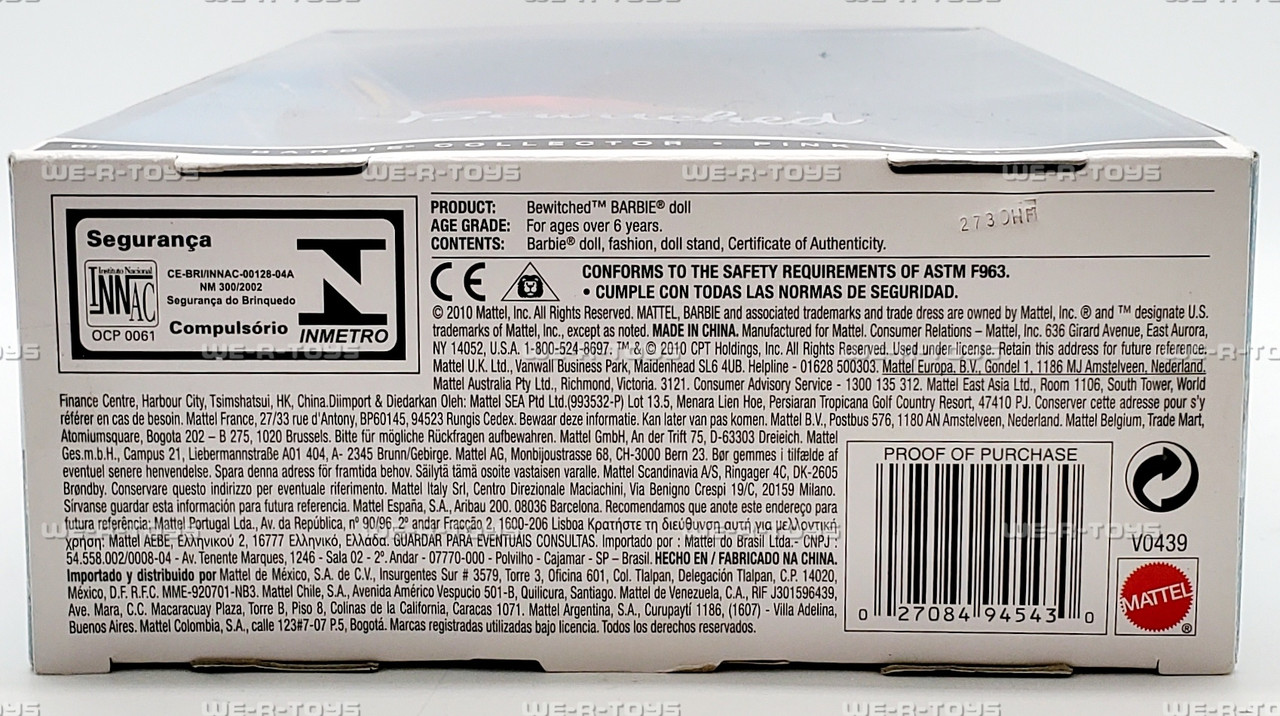 Bewitched
BARBIE COLLECTOR • PINK LABEL
Segurança
Instituto Nacional
INNAC
OCP 0061
CE-BRI/INNAC-00128-04A
NM 300/2002
Segurança do Brinquedo
Compulsório
INMETRO
PRODUCT: Bewitched™ BARBIE® doll
AGE GRADE: For ages over 6 years.
CONTENTS: Barbie® doll, fashion, doll stand, Certificate of Authenticity.
2730HF
CE
CONFORMS TO THE SAFETY REQUIREMENTS OF ASTM F963.
• CUMPLE CON TODAS LAS NORMAS DE SEGURIDAD.
© 2010 Mattel, Inc. All Rights Reserved. MATTEL, BARBIE and associated trademarks and trade dress are owned by Mattel, Inc. ® and ™ designate U.S.
trademarks of Mattel, Inc., except as noted. MADE IN CHINA. Manufactured for Mattel. Consumer Relations – Mattel, Inc. 636 Girard Avenue, East Aurora,
NY 14052, U.S.A. 1-800-524-8697 ™ & © 2010 CPT Holdings, Inc. All Rights Reserved. Used under license. Retain this address for future reference.
Mattel U.K. Ltd., Vanwall Business Park, Maidenhead SL6 4UB. Helpline - 01628 500303. Mattel Europa, B.V., Gondel 1, 1186 MJ Amstelveen, Nederland.
Mattel Australia Pty Ltd., Richmond, Victoria. 3121. Consumer Advisory Service - 1300 135 312. Mattel East Asia Ltd., Room 1106, South Tower, World
Finance Centre, Harbour City, Tsimshatsui, HK, China.Diimport & Diedarkan Oleh: Mattel SEA Ptd Ltd.(993532-P) Lot 13.5, Menara Lien Hoe, Persiaran Tropicana Golf Country Resort, 47410 PJ. Conserver cette adresse pour s'y
référer en cas de besoin. Mattel France, 27/33 rue d'Antony, BP60145, 94523 Rungis Cedex. Bewaar deze informatie. Kan later van pas komen. Mattel B.V., Postbus 576, 1180 AN Amstelveen, Nederland. Mattel Belgium, Trade Mart,
Atomiumsquare, Bogota 202 – B 275, 1020 Brussels. Bitte für mögliche Rückfragen aufbewahren. Mattel GmbH, An der Trift 75, D-63303 Dreieich. Mattel
Ges.m.b.H., Campus 21, Liebermannstraße A01 404, A- 2345 Brunn/Gebirge. Mattel AG, Monbijoustrasse 68, CH-3000 Bern 23. Bør gemmes i tilfælde af
eventuel senere henvendelse. Spara denna adress för framtida behov. Säilytä tämä osoite vastaisen varalle. Mattel Scandinavia A/S, Ringager 4C, DK-2605
Brøndby. Conservare questo indirizzo per eventuale riferimento. Mattel Italy Srl, Centro Direzionale Maciachini, Via Benigno Crespi 19/C, 20159 Milano.
Sírvanse guardar esta información para futura referencia. Mattel España, S.A., Aribau 200. 08036 Barcelona. Recomendamos que anote este endereço para
futura referência: Mattel Portugal Lda., Av. da República, nº 90/96, 2º andar Fracção 2, 1600-206 Lisboa Κρατήστε τη διεύθυνση αυτή για μελλοντική
χρήση: Mattel AEBE, Ελληνικού 2, 16777 Ελληνικό, Ελλάδα. GUARDAR PARA EVENTUAIS CONSULTAS. Importado por : Mattel do Brasil Ltda.- CNPJ :
54.558.002/0008-04 - Av. Tenente Marques, 1246 - Sala 02 - 2º. Andar - 07770-000 - Polvilho - Cajamar - SP – Brasil. HECHO EN / FABRICADO NA CHINA.
Importado y distribuido por Mattel de México, S.A. de C.V., Insurgentes Sur # 3579, Torre 3, Oficina 601, Col. Tlalpan, Delegación Tlalpan, C.P. 14020,
México, D.F. R.F.C. MME-920701-NB3. Mattel Chile, S.A., Avenida Américo Vespucio 501-B, Quilicura, Santiago. Mattel de Venezuela, C.A., RIF J301596439,
Ave. Mara, C.C. Macaracuay Plaza, Torre B, Piso 8, Colinas de la California, Caracas 1071. Mattel Argentina, S.A., Curupaytí 1186, (1607) - Villa Adelina,
Buenos Aires. Mattel Colombia, S.A., calle 123#7-07 P.5, Bogotá. Marcas registradas utilizadas bajo licencia. Todos los derechos reservados.
PROOF OF PURCHASE
0 27084 94543 0
V0439
MATTEL®
WE-R-TOYS